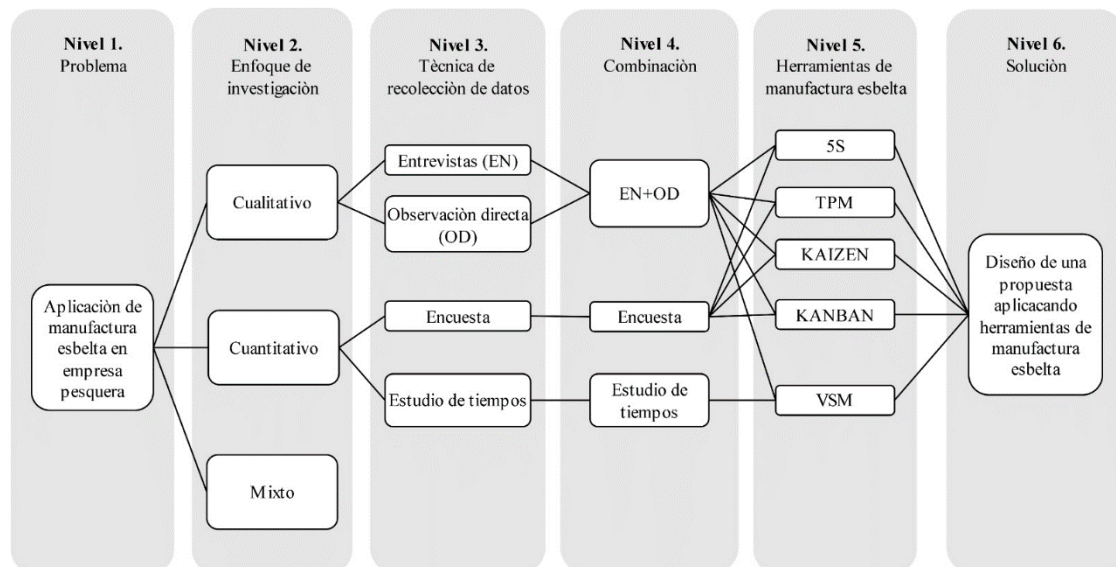 Nivel 1.
Problema
Nivel 2.
Enfoque de
investigaciòn
Nivel 3.
Tècnica de
recolecciòn de datos
Nivel 4.
Combinaciòn
Nivel 5.
Herramientas de
manufactura esbelta
Nivel 6.
Soluciòn
Aplicaciòn de
manufactura
esbelta en
empresa
pesquera
Cualitativo
Cuantitativo
Mixto
Entrevistas (EN)
Observaciòn directa
(OD)
Encuesta
Estudio de tiempos
EN+OD
Encuesta
Estudio de
tiempos
5S
TPM
KAIZEN
KANBAN
VSM
Diseño de una
propuesta
aplicacando
herramientas de
manufactura
esbelta